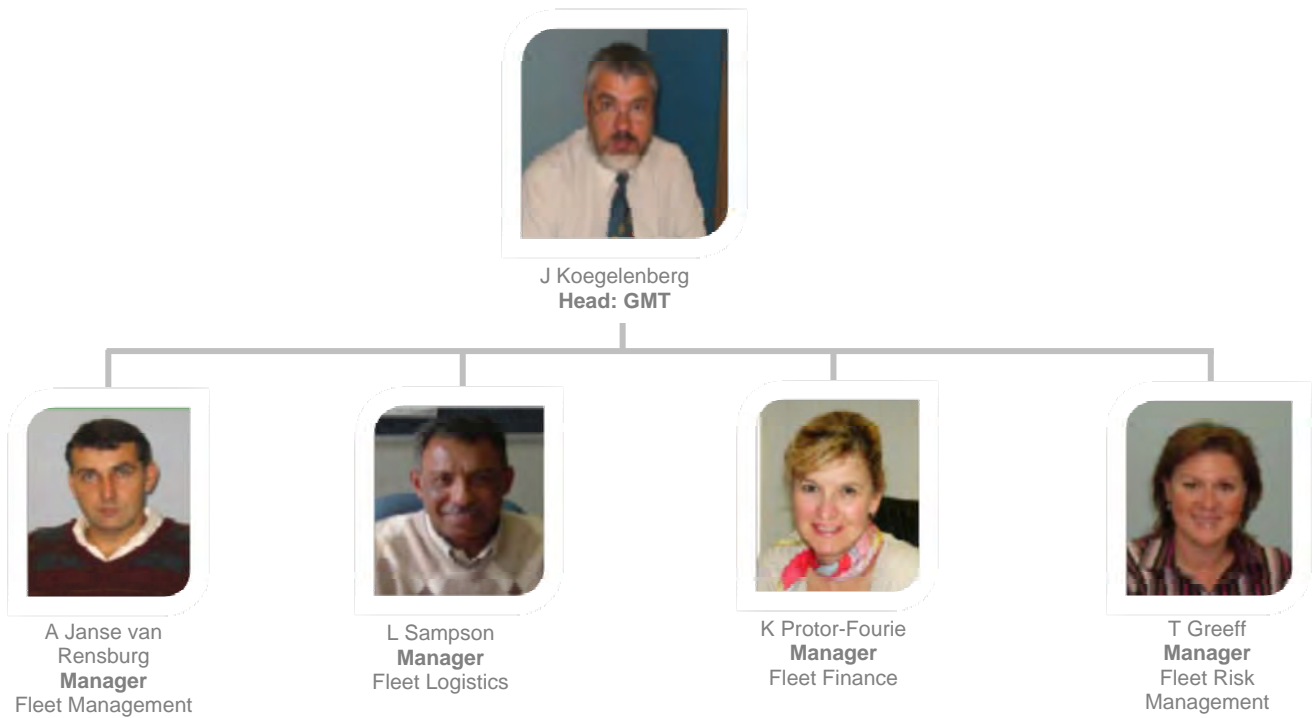 J Koegelenberg
Head: GMT
A Janse van
Rensburg
Manager
Fleet Management
L Sampson
Manager
Fleet Logistics
K Protor-Fourie
Manager
Fleet Finance
T Greeff
Manager
Fleet Risk
Management